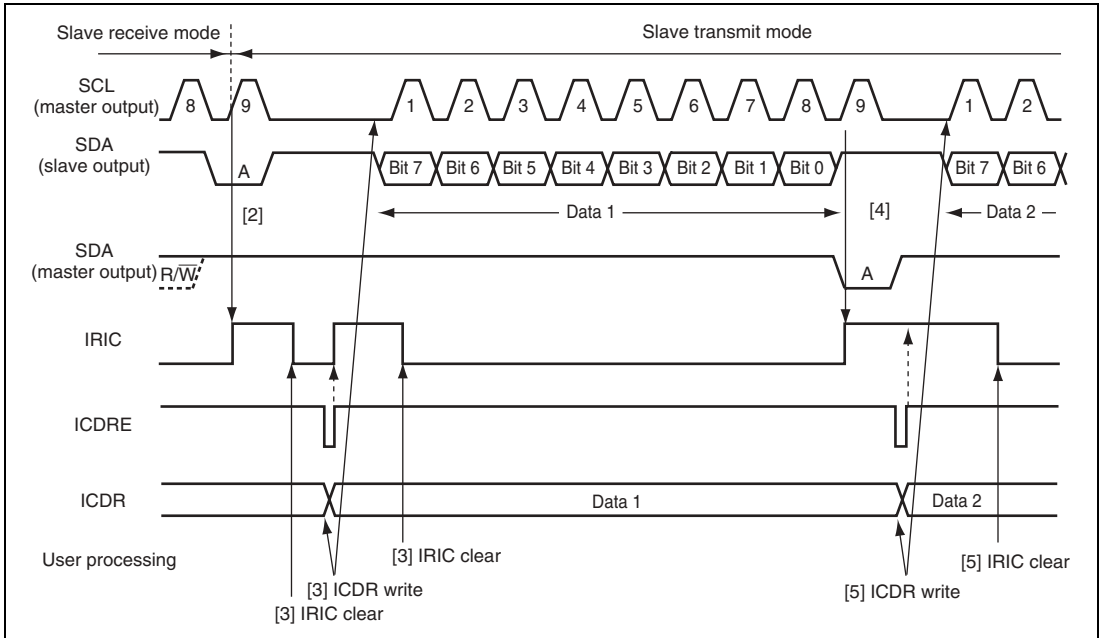 Slave receive mode
Slave transmit mode
SCL
(master output)
8 9 1 2 3 4 5 6 7 8 9 1 2
SDA
(slave output)
A Bit 7 Bit 6 Bit 5 Bit 4 Bit 3 Bit 2 Bit 1 Bit 0 Bit 7 Bit 6
[2] Data 1 [4] Data 2
SDA
(master output)
R/W̅
A
IRIC
ICDRE
ICDR
Data 1 Data 2
User processing
[3] IRIC clear
[5] IRIC clear
[3] ICDR write
[5] ICDR write
[3] IRIC clear